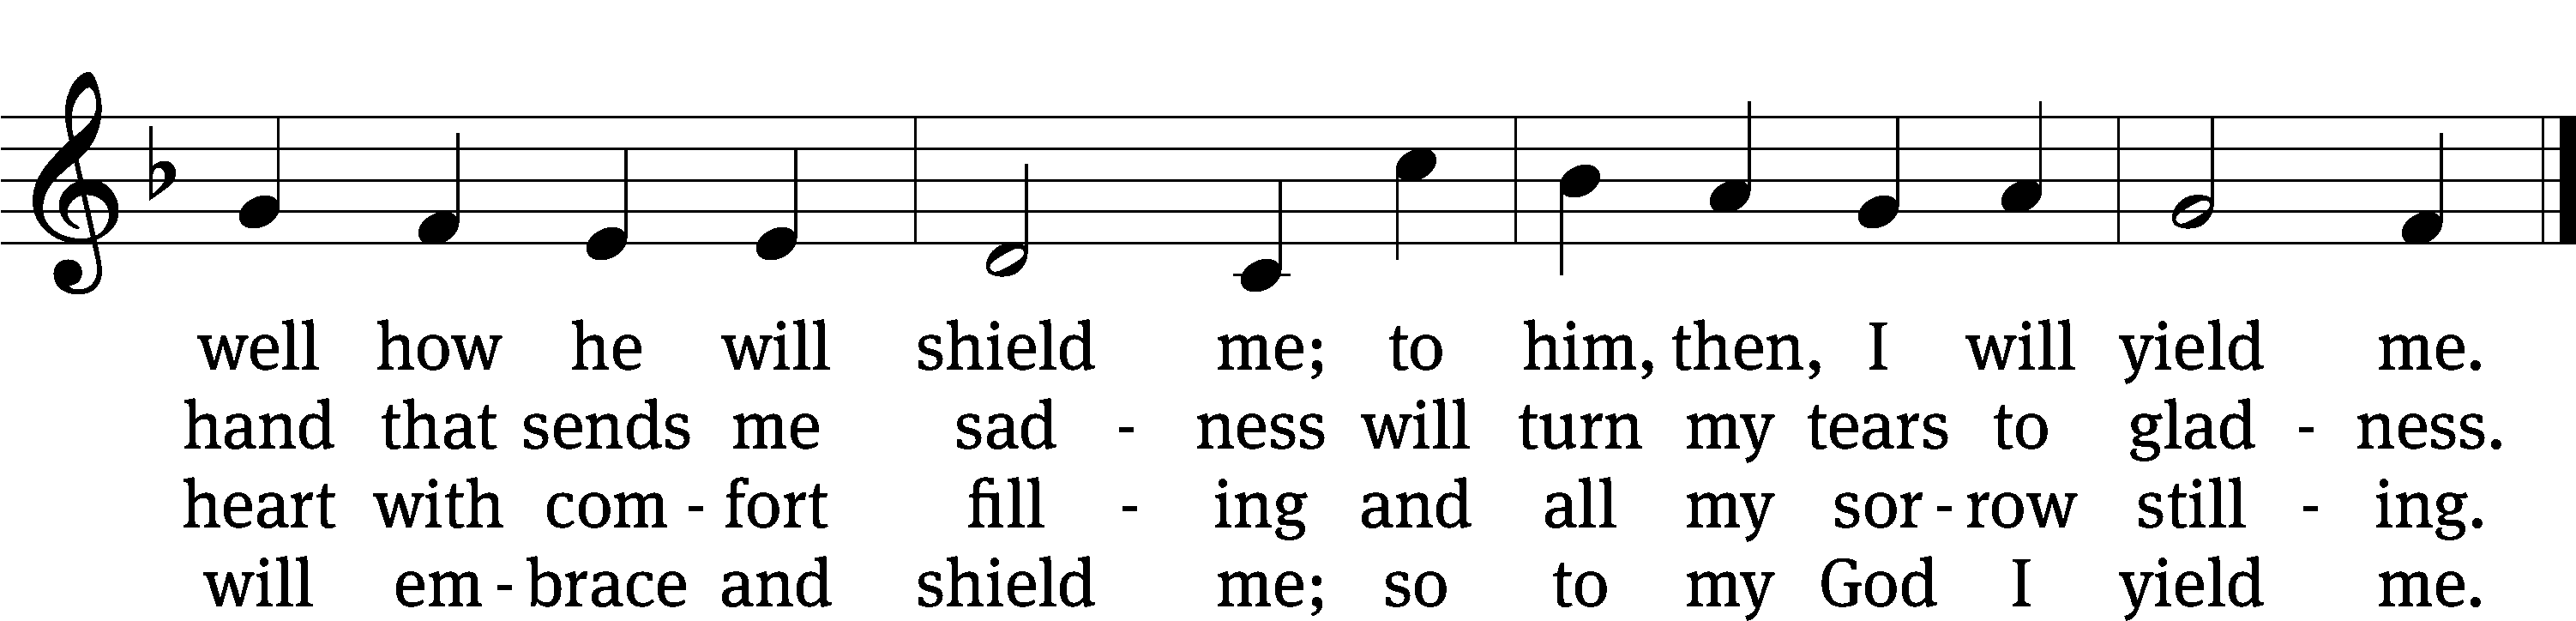 well how he will shield me; to him, then, I will yield me.
hand that sends me sad - ness will turn my tears to glad - ness.
heart with com - fort fill - ing and all my sor - row still - ing.
will em - brace and shield me; so to my God I yield me.